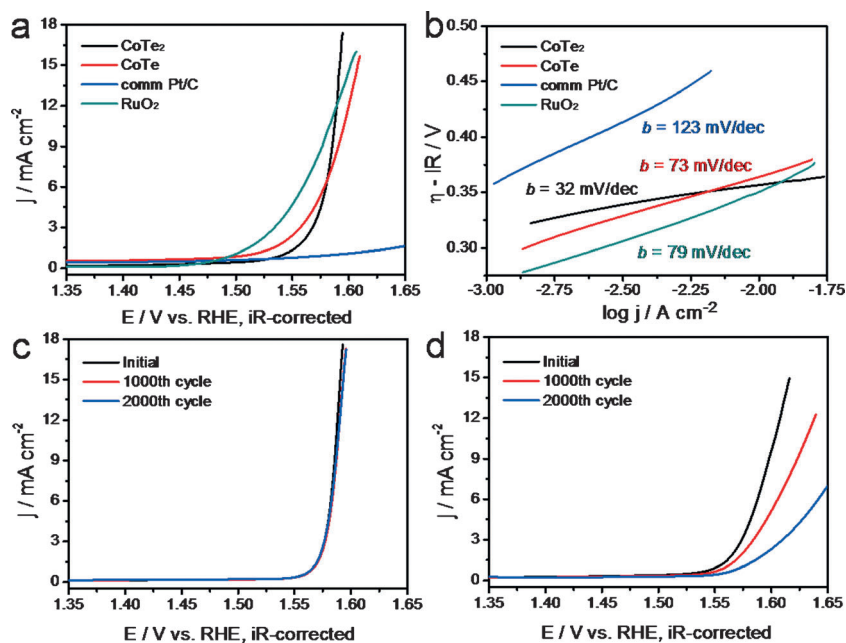 a
CoTe₂
CoTe
comm Pt/C
RuO₂
J / mA cm⁻²
18
15
12
9
6
3
0
1.35 1.40 1.45 1.50 1.55 1.60 1.65
E / V vs. RHE, iR-corrected
b
CoTe₂
CoTe
comm Pt/C
RuO₂
η - IR / V
0.50
0.45
0.40
0.35
0.30
b = 123 mV/dec
b = 73 mV/dec
b = 32 mV/dec
b = 79 mV/dec
-3.00 -2.75 -2.50 -2.25 -2.00 -1.75
log j / A cm⁻²
c
Initial
1000th cycle
2000th cycle
J / mA cm⁻²
18
15
12
9
6
3
0
1.35 1.40 1.45 1.50 1.55 1.60 1.65
E / V vs. RHE, iR-corrected
d
Initial
1000th cycle
2000th cycle
J / mA cm⁻²
18
15
12
9
6
3
0
1.35 1.40 1.45 1.50 1.55 1.60 1.65
E / V vs. RHE, iR-corrected